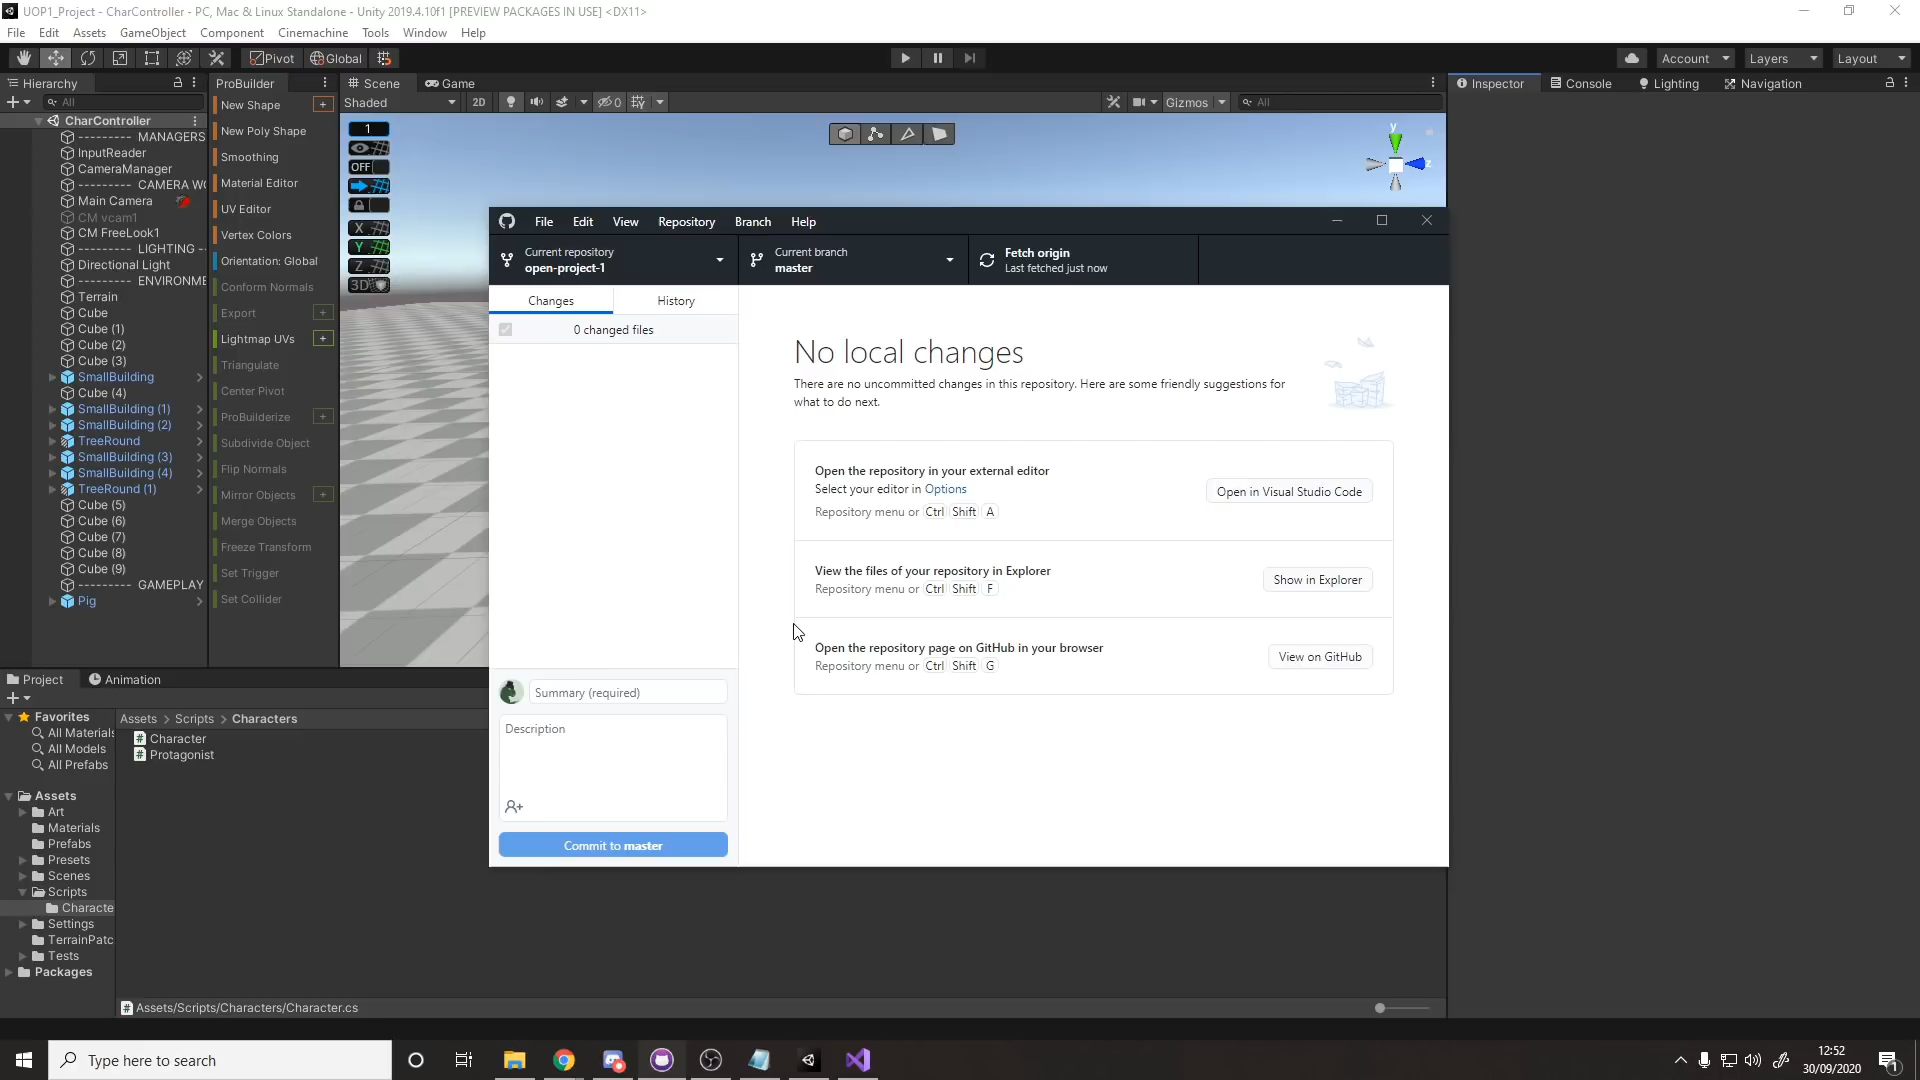 UOP1_Project - CharController - PC, Mac & Linux Standalone - Unity 2019.4.10f1 [PREVIEW PACKAGES IN USE] <DX11>
File Edit Assets GameObject Component Cinemachine Tools Window Help
Pivot Global Account Layers Layout
Hierarchy
All
CharController
--------- MANAGERS
InputReader
CameraManager
--------- CAMERA WO
Main Camera
CM vcam1
CM FreeLook1
--------- LIGHTING --
Directional Light
--------- ENVIRONME
Terrain
Cube
Cube (1)
Cube (2)
Cube (3)
SmallBuilding
Cube (4)
SmallBuilding (1)
SmallBuilding (2)
TreeRound
SmallBuilding (3)
SmallBuilding (4)
TreeRound (1)
Cube (5)
Cube (6)
Cube (7)
Cube (8)
Cube (9)
--------- GAMEPLAY
Pig
ProBuilder
New Shape +
New Poly Shape
Smoothing
Material Editor
UV Editor
Vertex Colors
Orientation: Global
Conform Normals
Export +
Lightmap UVs +
Triangulate
Center Pivot
ProBuilderize +
Subdivide Object
Flip Normals
Mirror Objects +
Merge Objects
Freeze Transform
Set Trigger
Set Collider
Scene Game
Shaded 2D 0 Gizmos All
1
OFF
X
Y
Z
3D
y
z
Inspector Console Lighting Navigation
File Edit View Repository Branch Help
Current repository
open-project-1
Current branch
master
Fetch origin
Last fetched just now
Changes History
0 changed files
No local changes
There are no uncommitted changes in this repository. Here are some friendly suggestions for
what to do next.
Open the repository in your external editor
Select your editor in Options
Repository menu or Ctrl Shift A
Open in Visual Studio Code
View the files of your repository in Explorer
Repository menu or Ctrl Shift F
Show in Explorer
Open the repository page on GitHub in your browser
Repository menu or Ctrl Shift G
View on GitHub
Summary (required)
Description
Commit to master
Project Animation
Favorites
All Materials
All Models
All Prefabs
Assets
Art
Materials
Prefabs
Presets
Scenes
Scripts
Characte
Settings
TerrainPatc
Tests
Packages
Assets > Scripts > Characters
Character
Protagonist
Assets/Scripts/Characters/Character.cs
Type here to search
12:52
30/09/2020
1